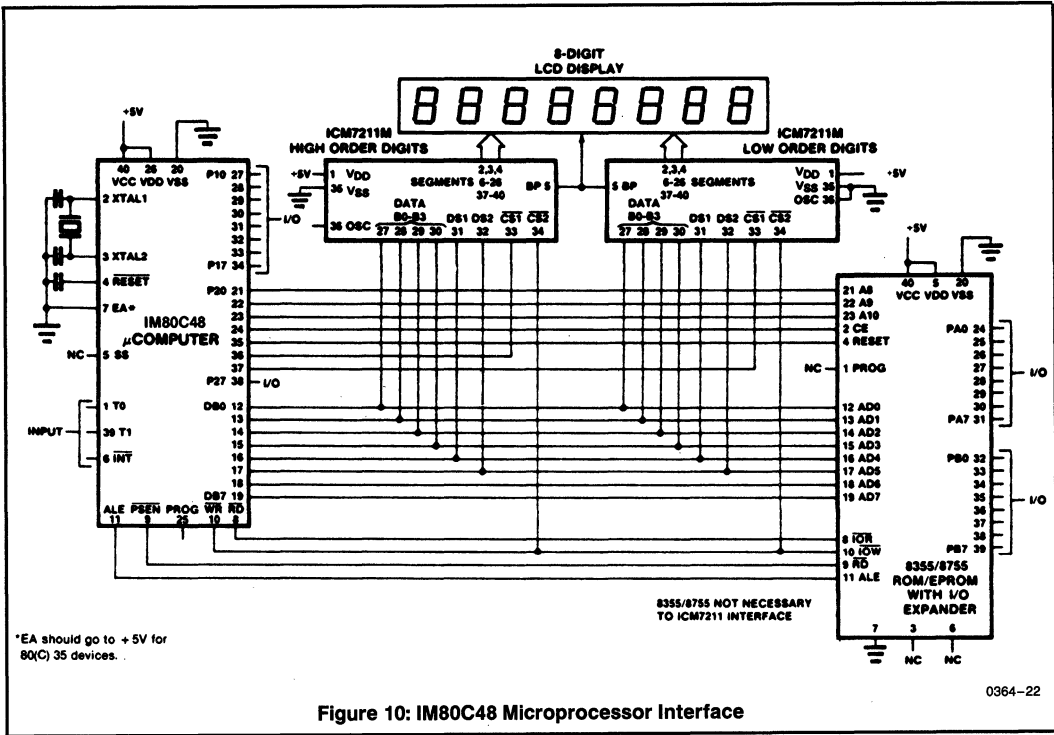 8-DIGIT
LCD DISPLAY
ICM7211M
HIGH ORDER DIGITS
ICM7211M
LOW ORDER DIGITS
+5V
40 26 20
VCC VDD VSS
2 XTAL1
3 XTAL2
4 RESET
7 EA*
NC 5 SS
IM80C48
µCOMPUTER
INPUT
1 T0
39 T1
6 INT
P10 27
28
29
30
31
32
33
P17 34
I/O
P20 21
22
23
24
35
36
37
P27 38 I/O
DB0 12
13
14
15
16
17
18
DB7 19
ALE PSEN PROG WR RD
11 9 25 10 8
+5V 1 VDD
35 VSS
36 OSC
2,3,4
SEGMENTS 6-26
37-40
BP 5
DATA
B0-B3 DS1 DS2 CS1 CS2
27 28 29 30 31 32 33 34
5 BP
2,3,4
6-26 SEGMENTS
37-40
VDD 1 +5V
VSS 35
OSC 36
DATA
B0-B3 DS1 DS2 CS1 CS2
27 28 29 30 31 32 33 34
+5V
40 5 20
VCC VDD VSS
21 A8
22 A9
23 A10
2 CE
4 RESET
NC 1 PROG
12 AD0
13 AD1
14 AD2
15 AD3
16 AD4
17 AD5
18 AD6
19 AD7
8 IOR
10 IOW
9 RD
11 ALE
PA0 24
25
26
27
28
29
30
PA7 31
I/O
PB0 32
33
34
35
36
37
38
PB7 39
I/O
8355/8755
ROM/EPROM
WITH I/O
EXPANDER
7 3 6
NC NC
8355/8755 NOT NECESSARY
TO ICM7211 INTERFACE
*EA should go to + 5V for
80(C) 35 devices.
0364–22
Figure 10: IM80C48 Microprocessor Interface